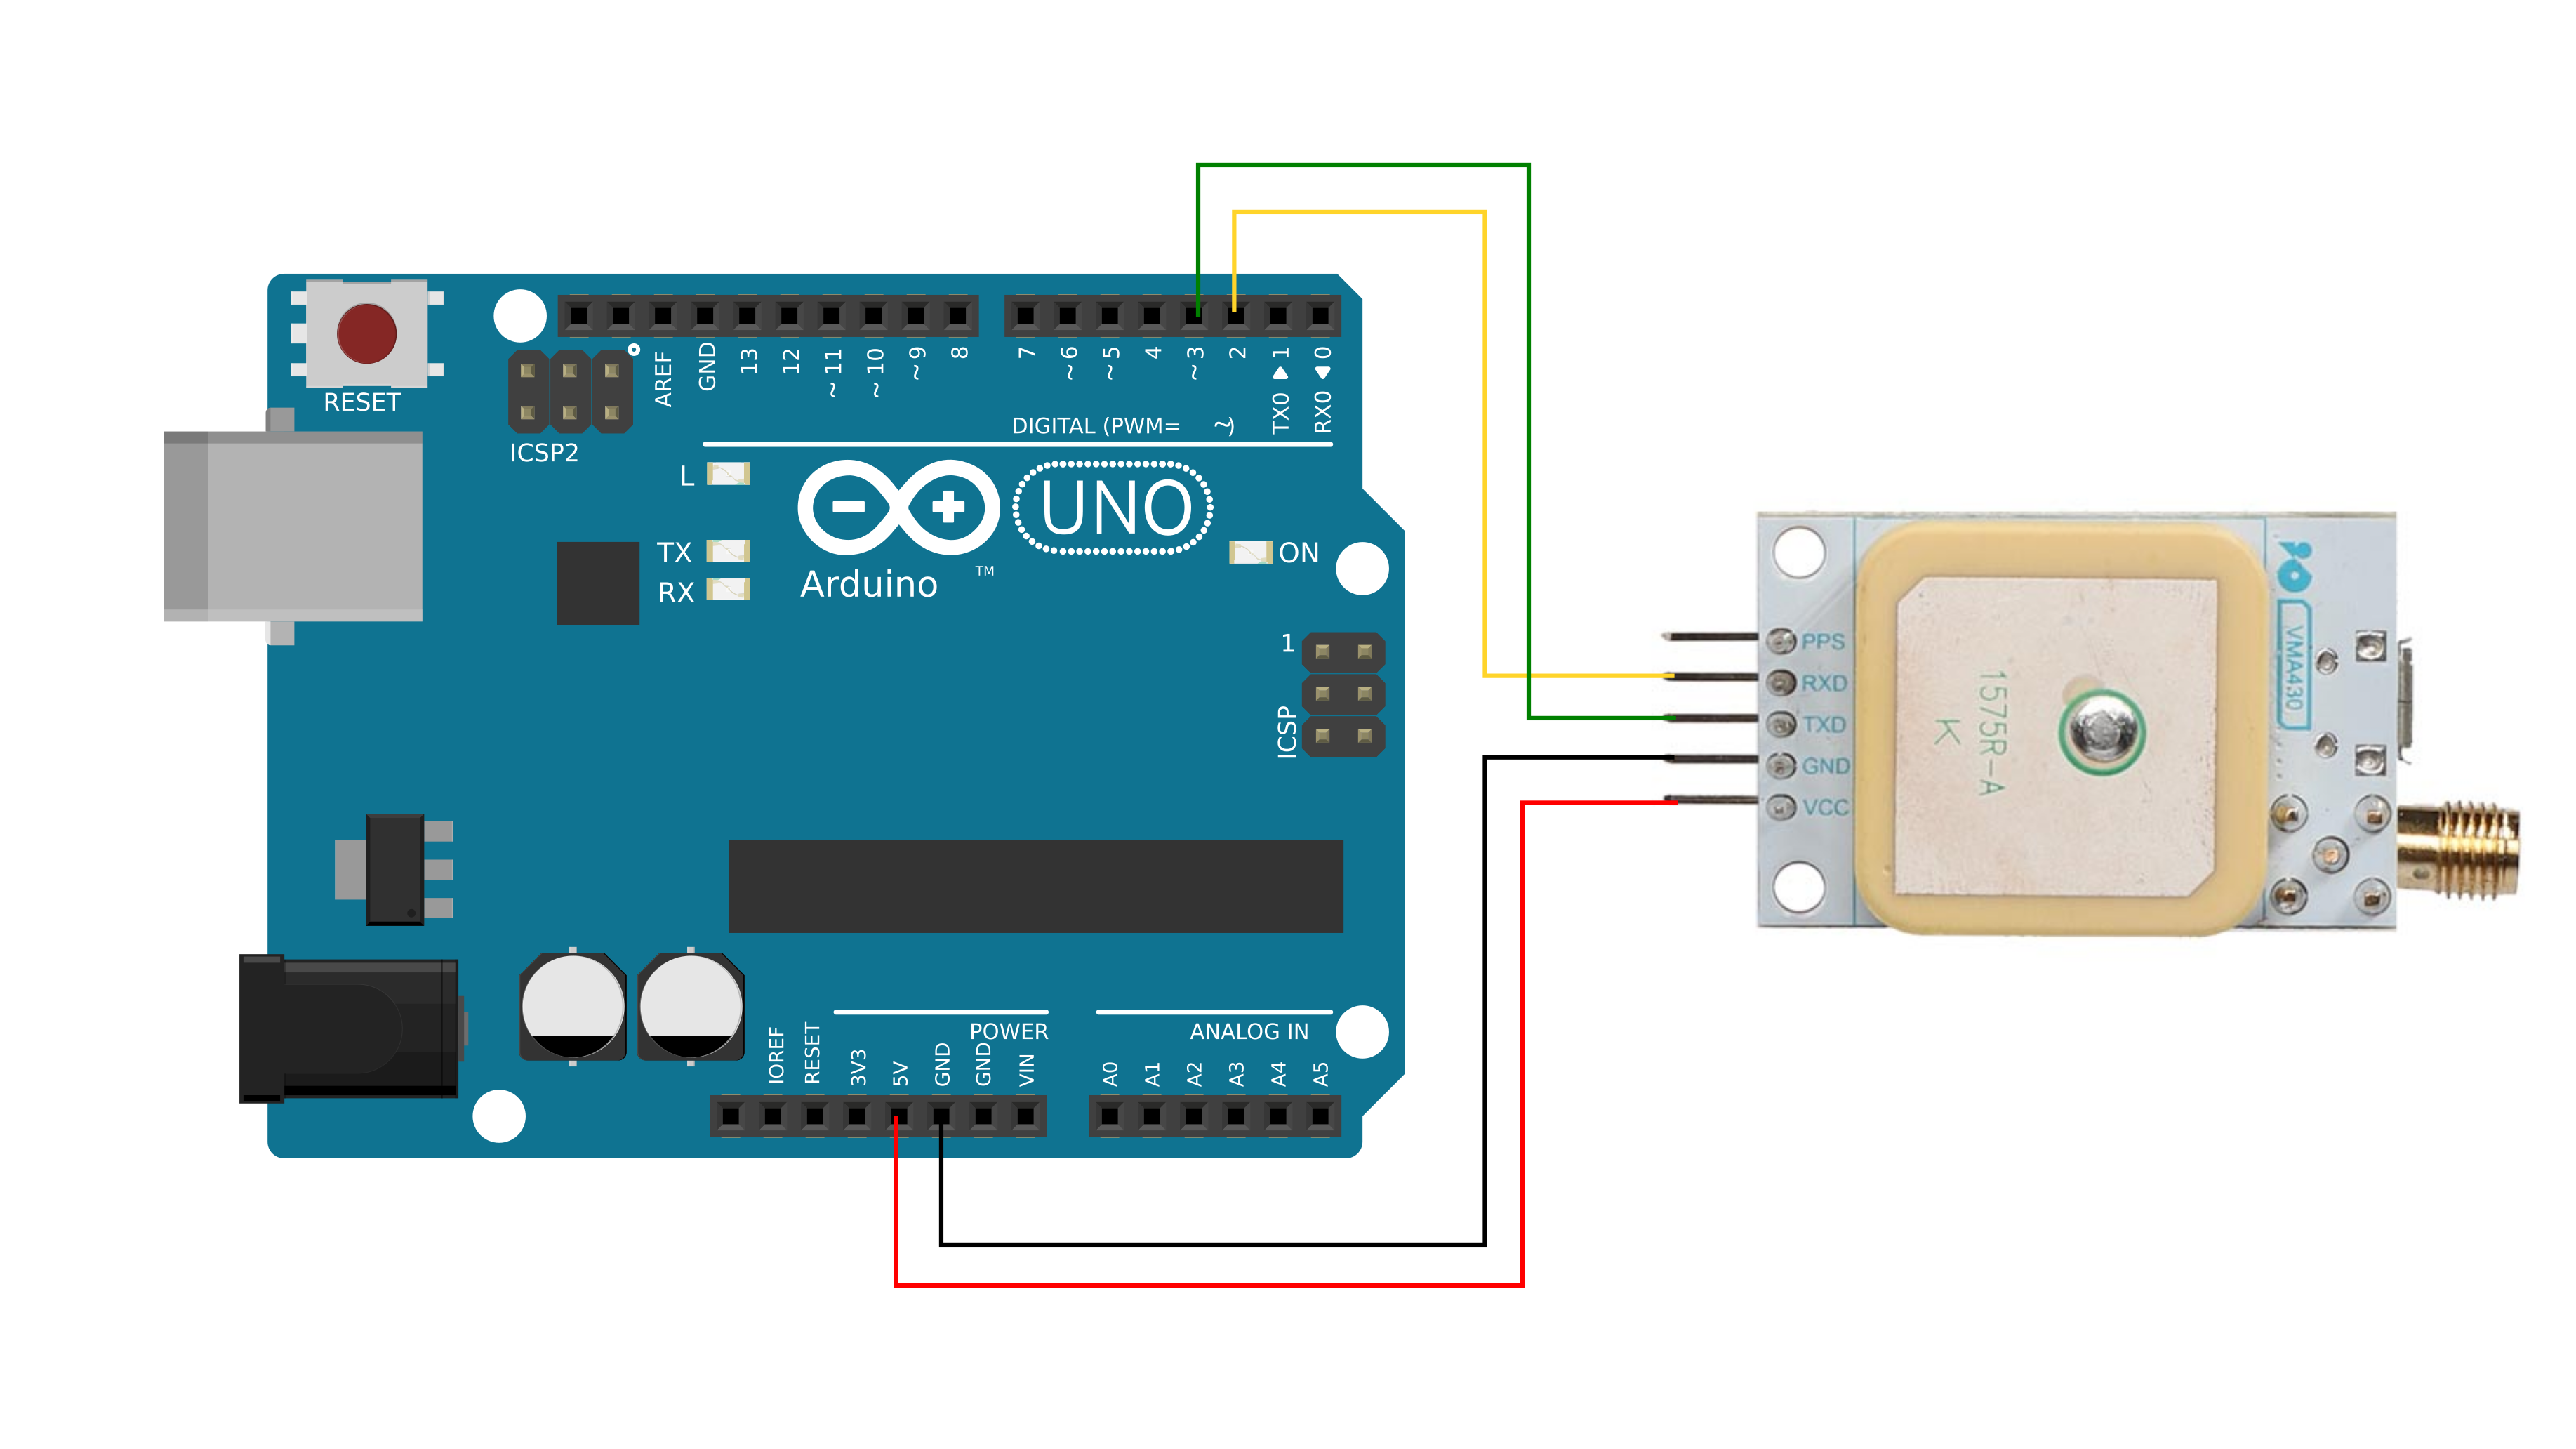 RESET
ICSP2
AREF
GND
13
12
~ 11
~ 10
~ 9
8
7
~ 6
~ 5
4
~ 3
2
TX0 ▶ 1
RX0 ◀ 0
DIGITAL (PWM= ~)
L
TX
RX
UNO
Arduino
TM
ON
1
ICSP
IOREF
RESET
3V3
5V
GND
GND
VIN
POWER
ANALOG IN
A0
A1
A2
A3
A4
A5
PPS
RXD
TXD
GND
VCC
1575R-A
K
VMA430